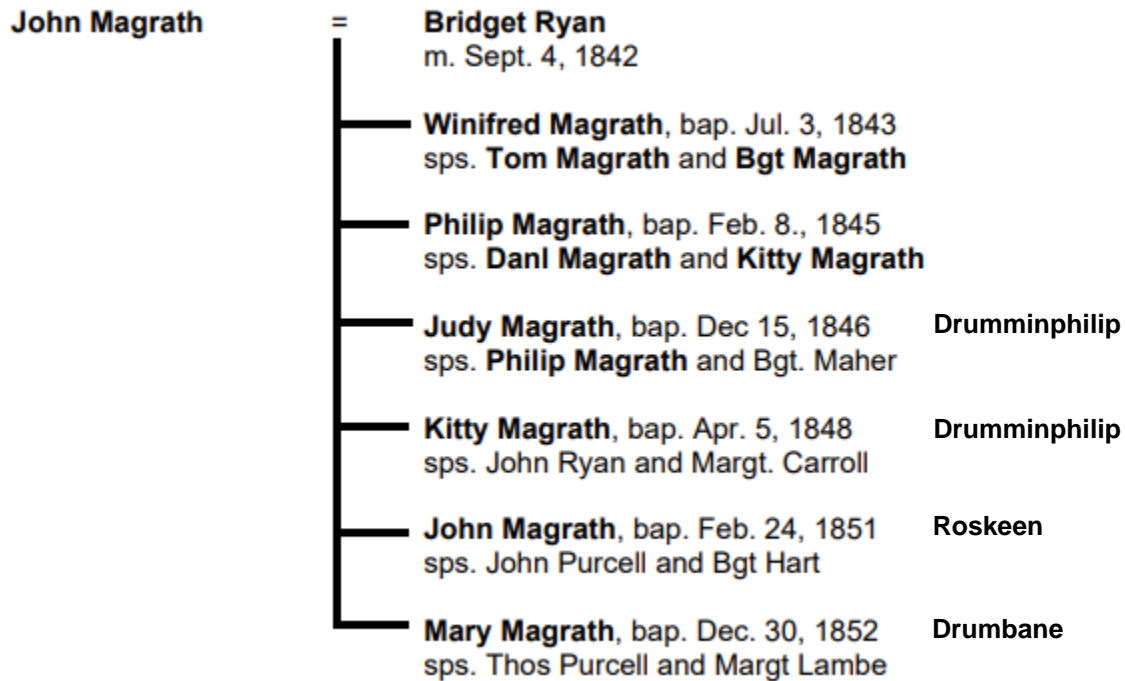 John Magrath = Bridget Ryan
m. Sept. 4, 1842
Winifred Magrath, bap. Jul. 3, 1843
sps. Tom Magrath and Bgt Magrath
Philip Magrath, bap. Feb. 8., 1845
sps. Danl Magrath and Kitty Magrath
Judy Magrath, bap. Dec 15, 1846 Drumminphilip
sps. Philip Magrath and Bgt. Maher
Kitty Magrath, bap. Apr. 5, 1848 Drumminphilip
sps. John Ryan and Margt. Carroll
John Magrath, bap. Feb. 24, 1851 Roskeen
sps. John Purcell and Bgt Hart
Mary Magrath, bap. Dec. 30, 1852 Drumbane
sps. Thos Purcell and Margt Lambe